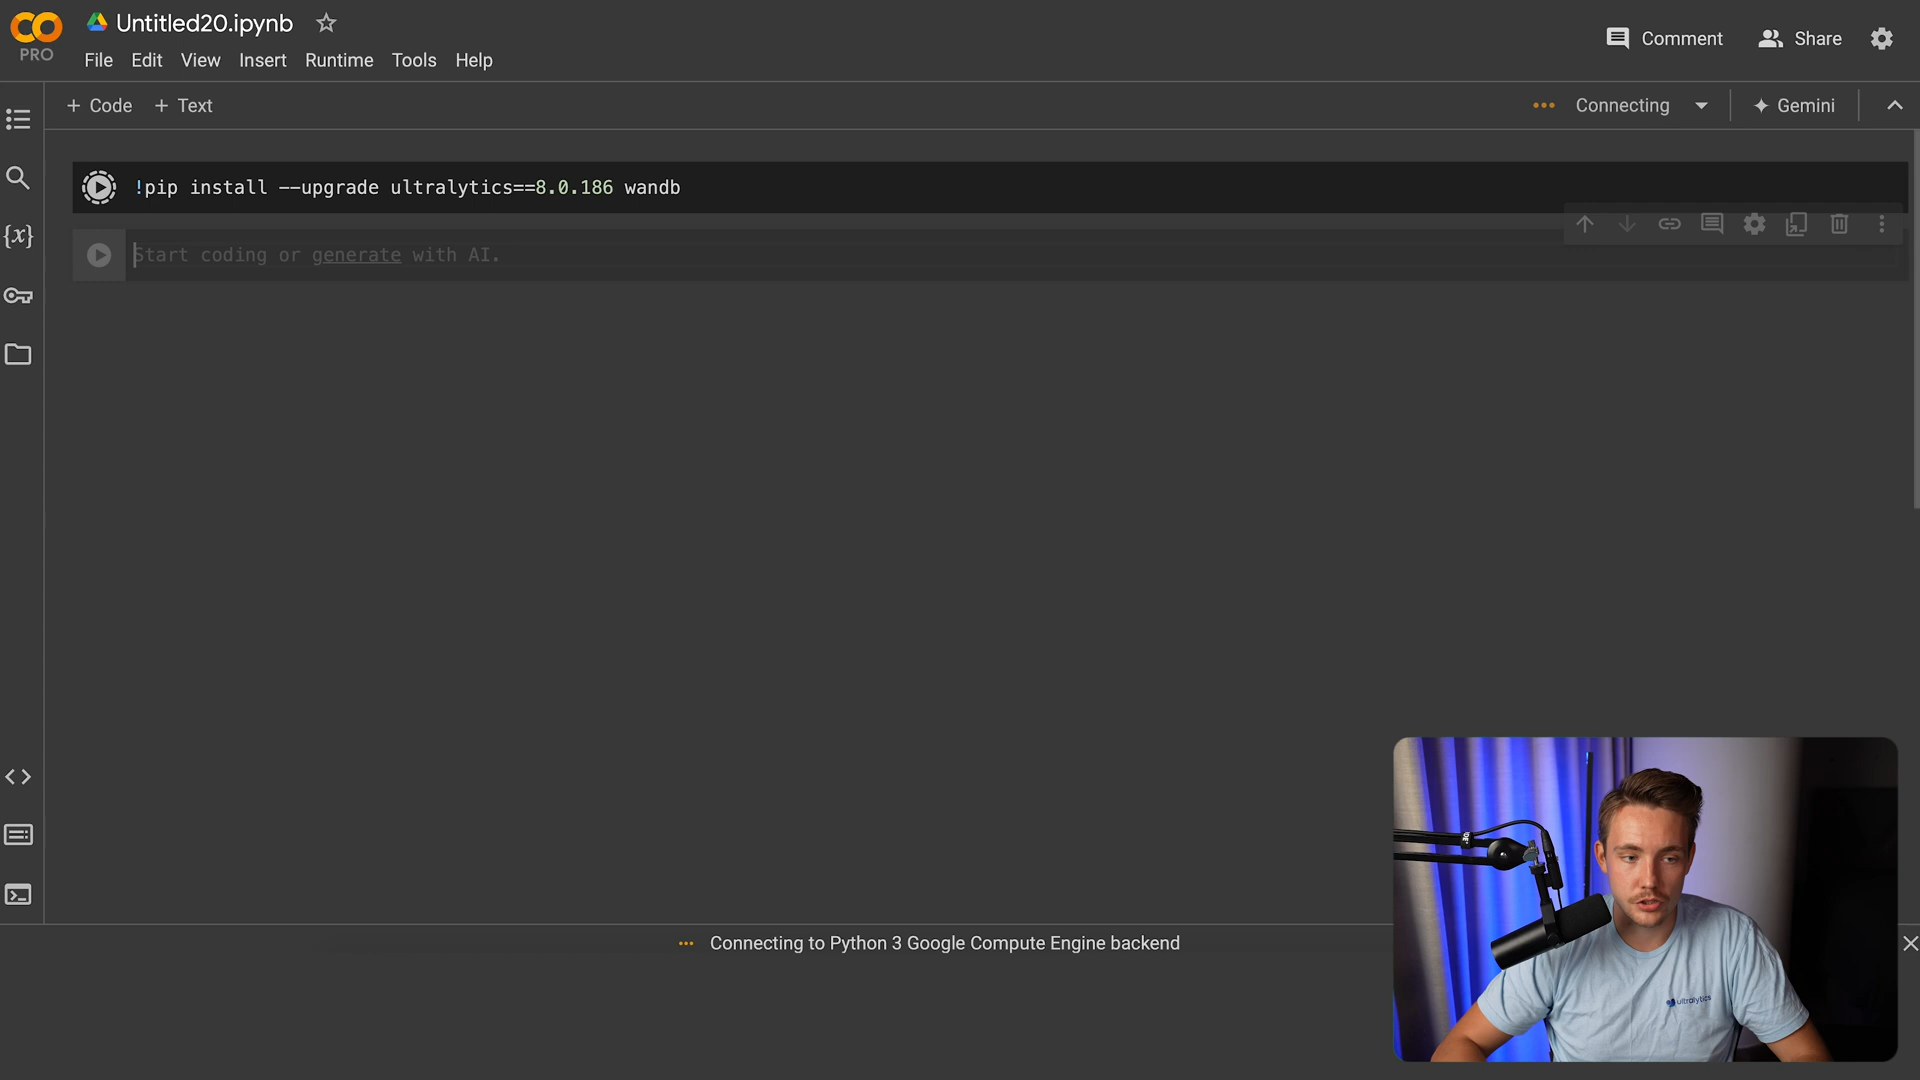 Untitled20.ipynb
PRO
File Edit View Insert Runtime Tools Help
Comment Share
+ Code + Text
Connecting
Gemini
!pip install --upgrade ultralytics==8.0.186 wandb
Start coding or generate with AI.
{x}
Connecting to Python 3 Google Compute Engine backend
ultralytics